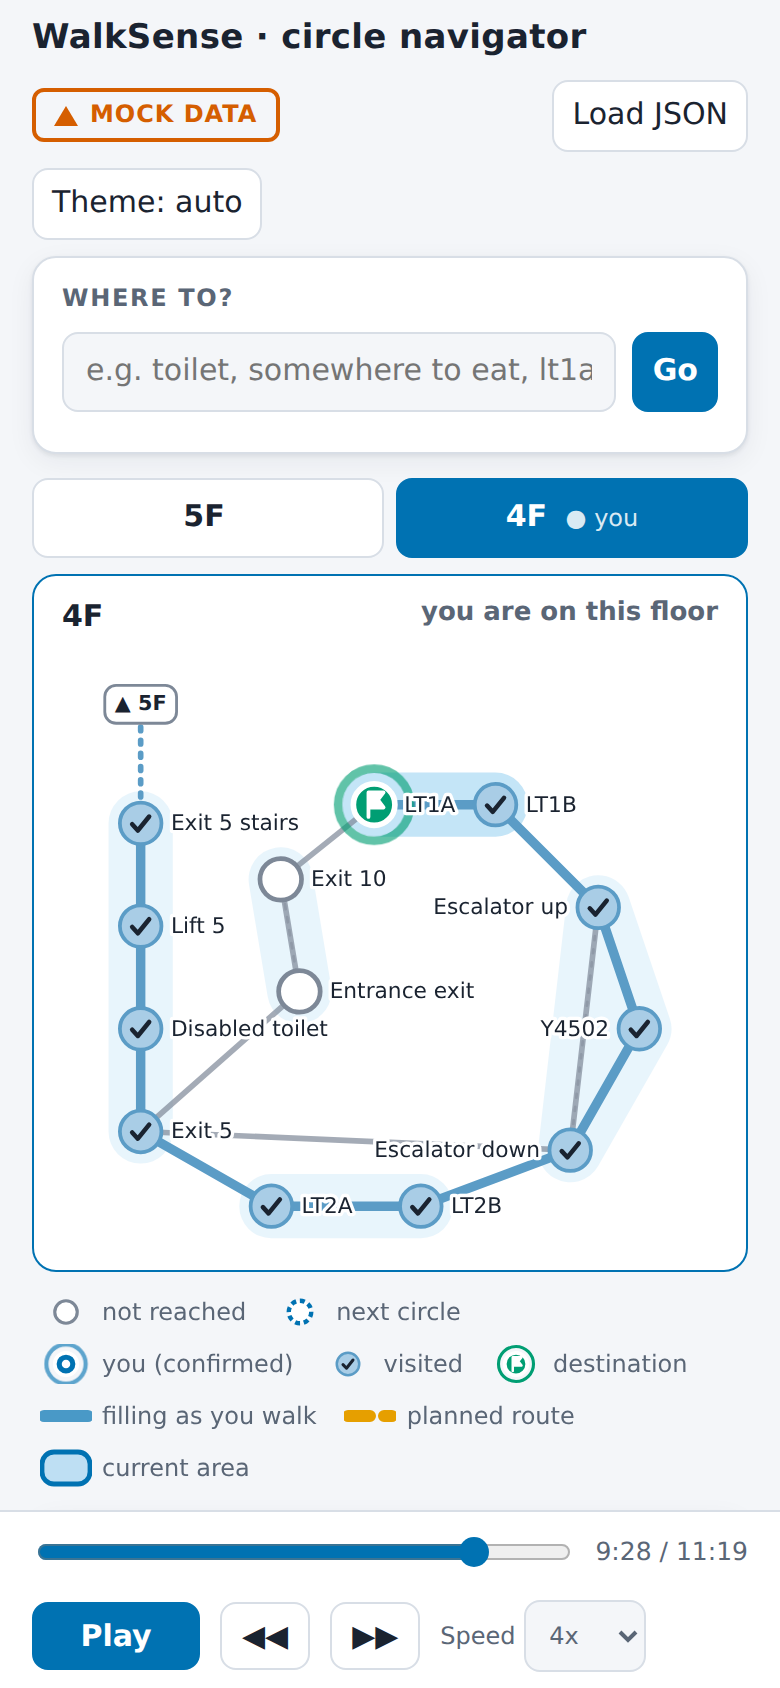 WalkSense · circle navigator
▲ MOCK DATA
Load JSON
Theme: auto
WHERE TO?
e.g. toilet, somewhere to eat, lt1a
Go
5F
4F ● you
4F
you are on this floor
▲ 5F
LT1A
LT1B
Exit 5 stairs
Exit 10
Escalator up
Lift 5
Entrance exit
Disabled toilet
Y4502
Exit 5
Escalator down
LT2A
LT2B
not reached
next circle
you (confirmed)
visited
destination
filling as you walk
planned route
current area
9:28 / 11:19
Play
◀◀
▶▶
Speed
4x